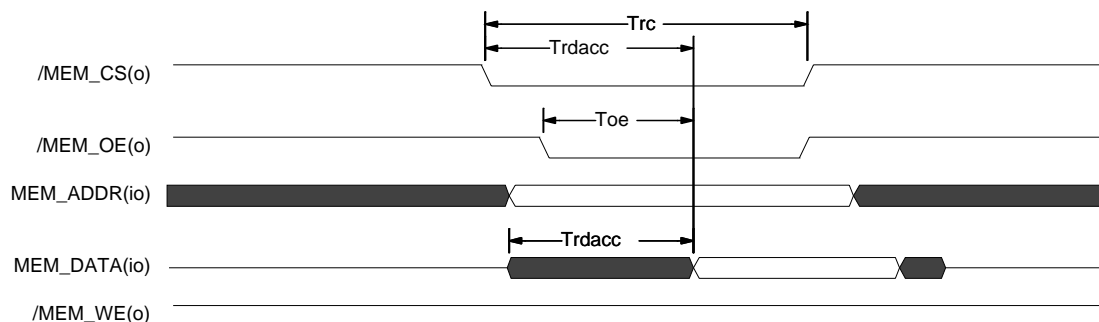 Trc
Trdacc
/MEM_CS(o)
Toe
/MEM_OE(o)
MEM_ADDR(io)
Trdacc
MEM_DATA(io)
/MEM_WE(o)